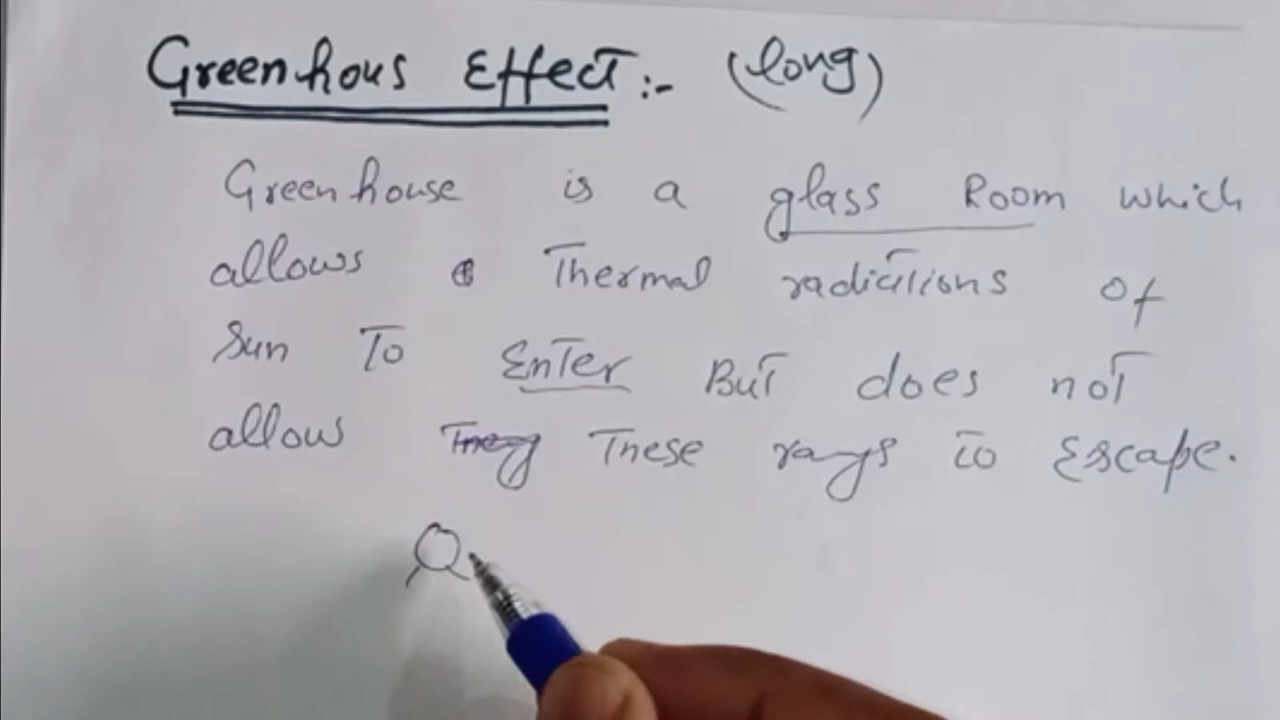 Greenhous Effect:- (long)
Greenhouse is a glass Room which
allows Thermal radiations of
Sun To Enter But does not
allow These rays to Escape.